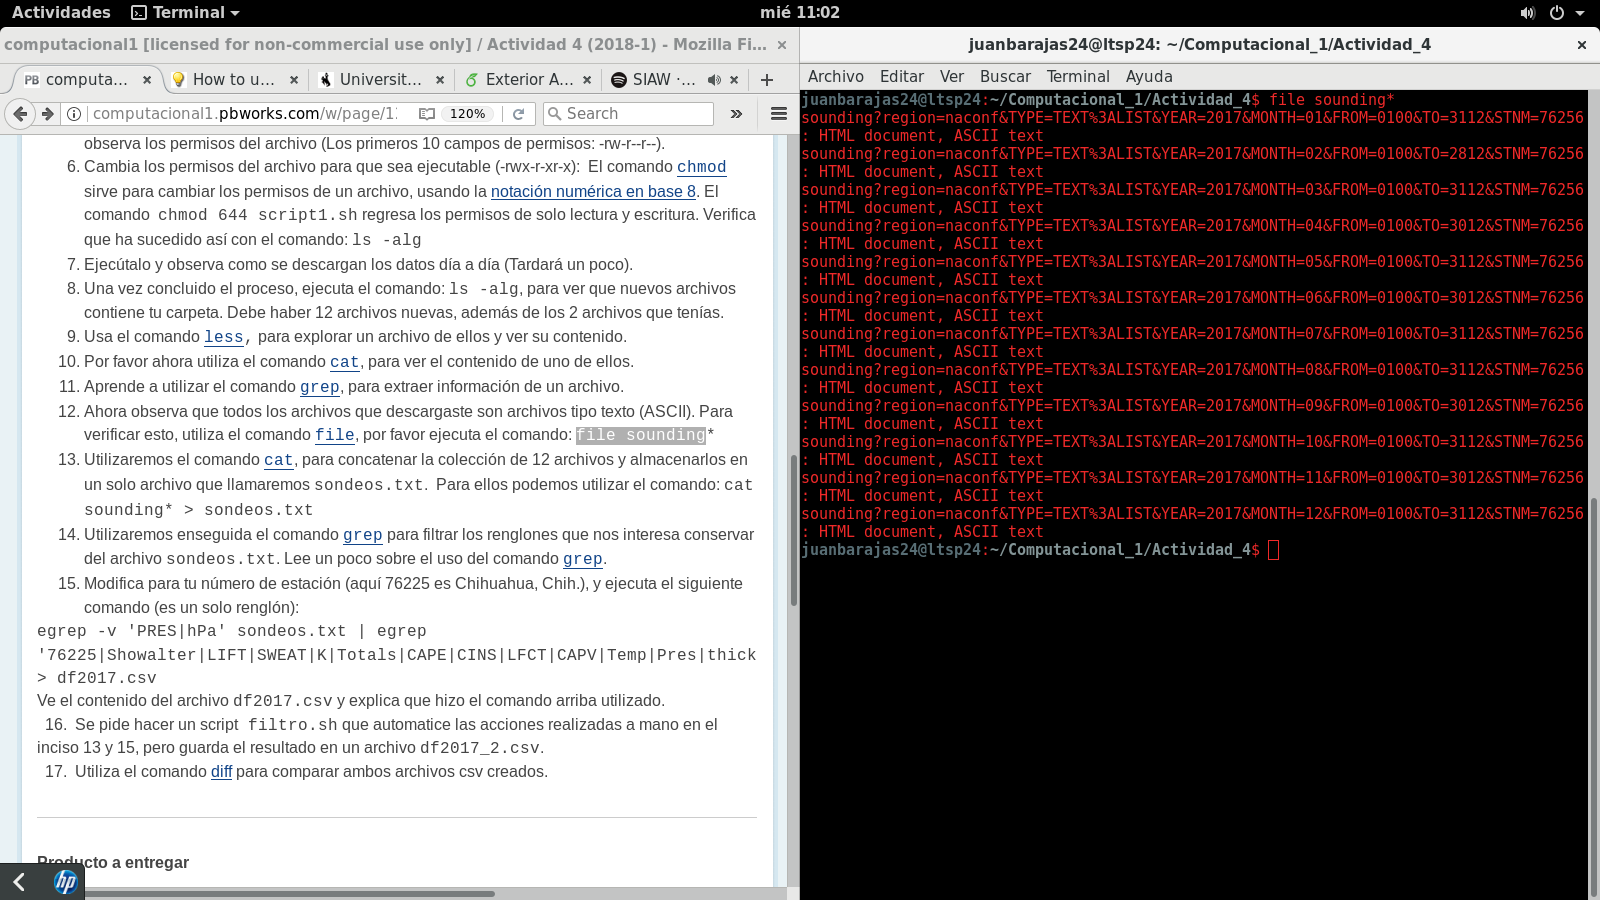 Actividades Terminal mié 11:02
computacional1 [licensed for non-commercial use only] / Actividad 4 (2018-1) - Mozilla Fi...
PB computa... How to u... Universit... Exterior A... SIAW ·...
computacional1.pbworks.com/w/page/1 120% Search
observa los permisos del archivo (Los primeros 10 campos de permisos: -rw-r--r--).
6. Cambia los permisos del archivo para que sea ejecutable (-rwx-r-xr-x): El comando chmod
sirve para cambiar los permisos de un archivo, usando la notación numérica en base 8. El
comando chmod 644 script1.sh regresa los permisos de solo lectura y escritura. Verifica
que ha sucedido así con el comando: ls -alg
7. Ejecútalo y observa como se descargan los datos día a día (Tardará un poco).
8. Una vez concluido el proceso, ejecuta el comando: ls -alg, para ver que nuevos archivos
contiene tu carpeta. Debe haber 12 archivos nuevas, además de los 2 archivos que tenías.
9. Usa el comando less, para explorar un archivo de ellos y ver su contenido.
10. Por favor ahora utiliza el comando cat, para ver el contenido de uno de ellos.
11. Aprende a utilizar el comando grep, para extraer información de un archivo.
12. Ahora observa que todos los archivos que descargaste son archivos tipo texto (ASCII). Para
verificar esto, utiliza el comando file, por favor ejecuta el comando: file sounding*
13. Utilizaremos el comando cat, para concatenar la colección de 12 archivos y almacenarlos en
un solo archivo que llamaremos sondeos.txt. Para ellos podemos utilizar el comando: cat
sounding* > sondeos.txt
14. Utilizaremos enseguida el comando grep para filtrar los renglones que nos interesa conservar
del archivo sondeos.txt. Lee un poco sobre el uso del comando grep.
15. Modifica para tu número de estación (aquí 76225 es Chihuahua, Chih.), y ejecuta el siguiente
comando (es un solo renglón):
egrep -v 'PRES|hPa' sondeos.txt | egrep
'76225|Showalter|LIFT|SWEAT|K|Totals|CAPE|CINS|LFCT|CAPV|Temp|Pres|thick
> df2017.csv
Ve el contenido del archivo df2017.csv y explica que hizo el comando arriba utilizado.
16. Se pide hacer un script filtro.sh que automatice las acciones realizadas a mano en el
inciso 13 y 15, pero guarda el resultado en un archivo df2017_2.csv.
17. Utiliza el comando diff para comparar ambos archivos csv creados.
Producto a entregar
hp
juanbarajas24@ltsp24: ~/Computacional_1/Actividad_4
Archivo Editar Ver Buscar Terminal Ayuda
juanbarajas24@ltsp24:~/Computacional_1/Actividad_4$ file sounding*
sounding?region=naconf&TYPE=TEXT%3ALIST&YEAR=2017&MONTH=01&FROM=0100&TO=3112&STNM=76256
: HTML document, ASCII text
sounding?region=naconf&TYPE=TEXT%3ALIST&YEAR=2017&MONTH=02&FROM=0100&TO=2812&STNM=76256
: HTML document, ASCII text
sounding?region=naconf&TYPE=TEXT%3ALIST&YEAR=2017&MONTH=03&FROM=0100&TO=3112&STNM=76256
: HTML document, ASCII text
sounding?region=naconf&TYPE=TEXT%3ALIST&YEAR=2017&MONTH=04&FROM=0100&TO=3012&STNM=76256
: HTML document, ASCII text
sounding?region=naconf&TYPE=TEXT%3ALIST&YEAR=2017&MONTH=05&FROM=0100&TO=3112&STNM=76256
: HTML document, ASCII text
sounding?region=naconf&TYPE=TEXT%3ALIST&YEAR=2017&MONTH=06&FROM=0100&TO=3012&STNM=76256
: HTML document, ASCII text
sounding?region=naconf&TYPE=TEXT%3ALIST&YEAR=2017&MONTH=07&FROM=0100&TO=3112&STNM=76256
: HTML document, ASCII text
sounding?region=naconf&TYPE=TEXT%3ALIST&YEAR=2017&MONTH=08&FROM=0100&TO=3112&STNM=76256
: HTML document, ASCII text
sounding?region=naconf&TYPE=TEXT%3ALIST&YEAR=2017&MONTH=09&FROM=0100&TO=3012&STNM=76256
: HTML document, ASCII text
sounding?region=naconf&TYPE=TEXT%3ALIST&YEAR=2017&MONTH=10&FROM=0100&TO=3112&STNM=76256
: HTML document, ASCII text
sounding?region=naconf&TYPE=TEXT%3ALIST&YEAR=2017&MONTH=11&FROM=0100&TO=3012&STNM=76256
: HTML document, ASCII text
sounding?region=naconf&TYPE=TEXT%3ALIST&YEAR=2017&MONTH=12&FROM=0100&TO=3112&STNM=76256
: HTML document, ASCII text
juanbarajas24@ltsp24:~/Computacional_1/Actividad_4$